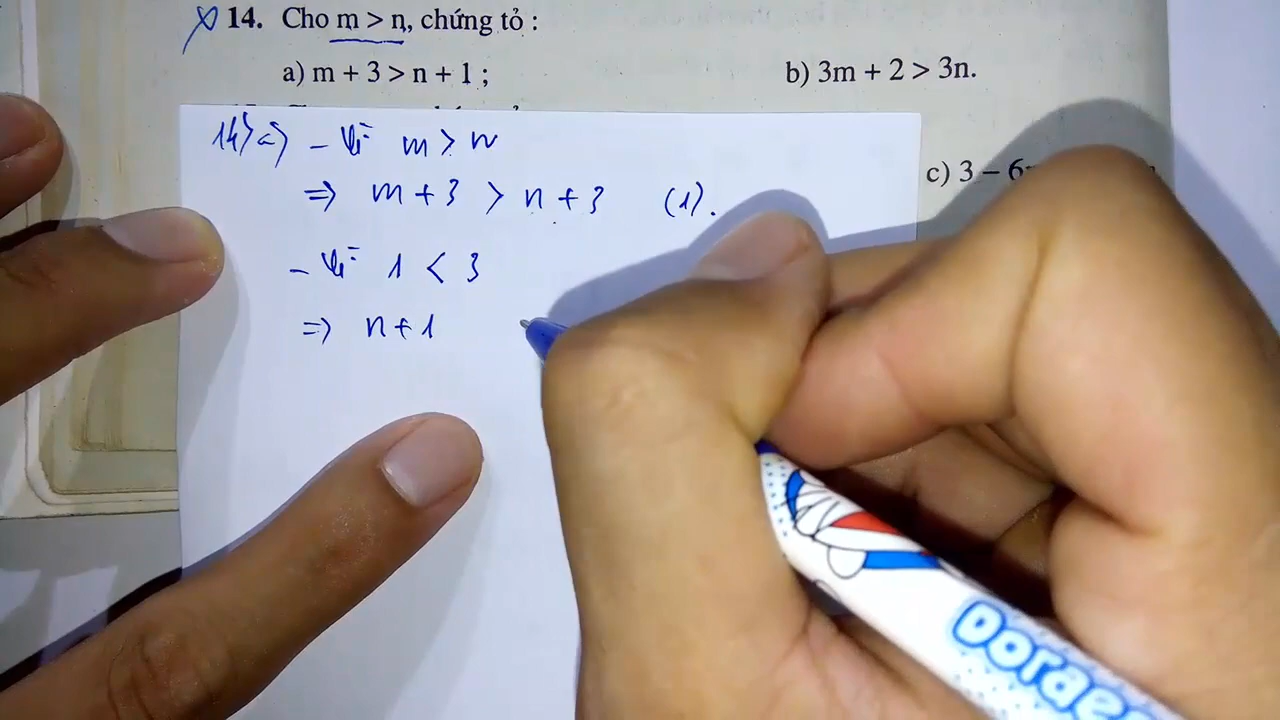 14. Cho m > n, chứng tỏ :
a) m + 3 > n + 1 ;
b) 3m + 2 > 3n.
c) 3 – 6
14) a) - Vì m > n
=> m + 3 > n + 3 (1).
- Vì 1 < 3
=> n + 1
Dorae